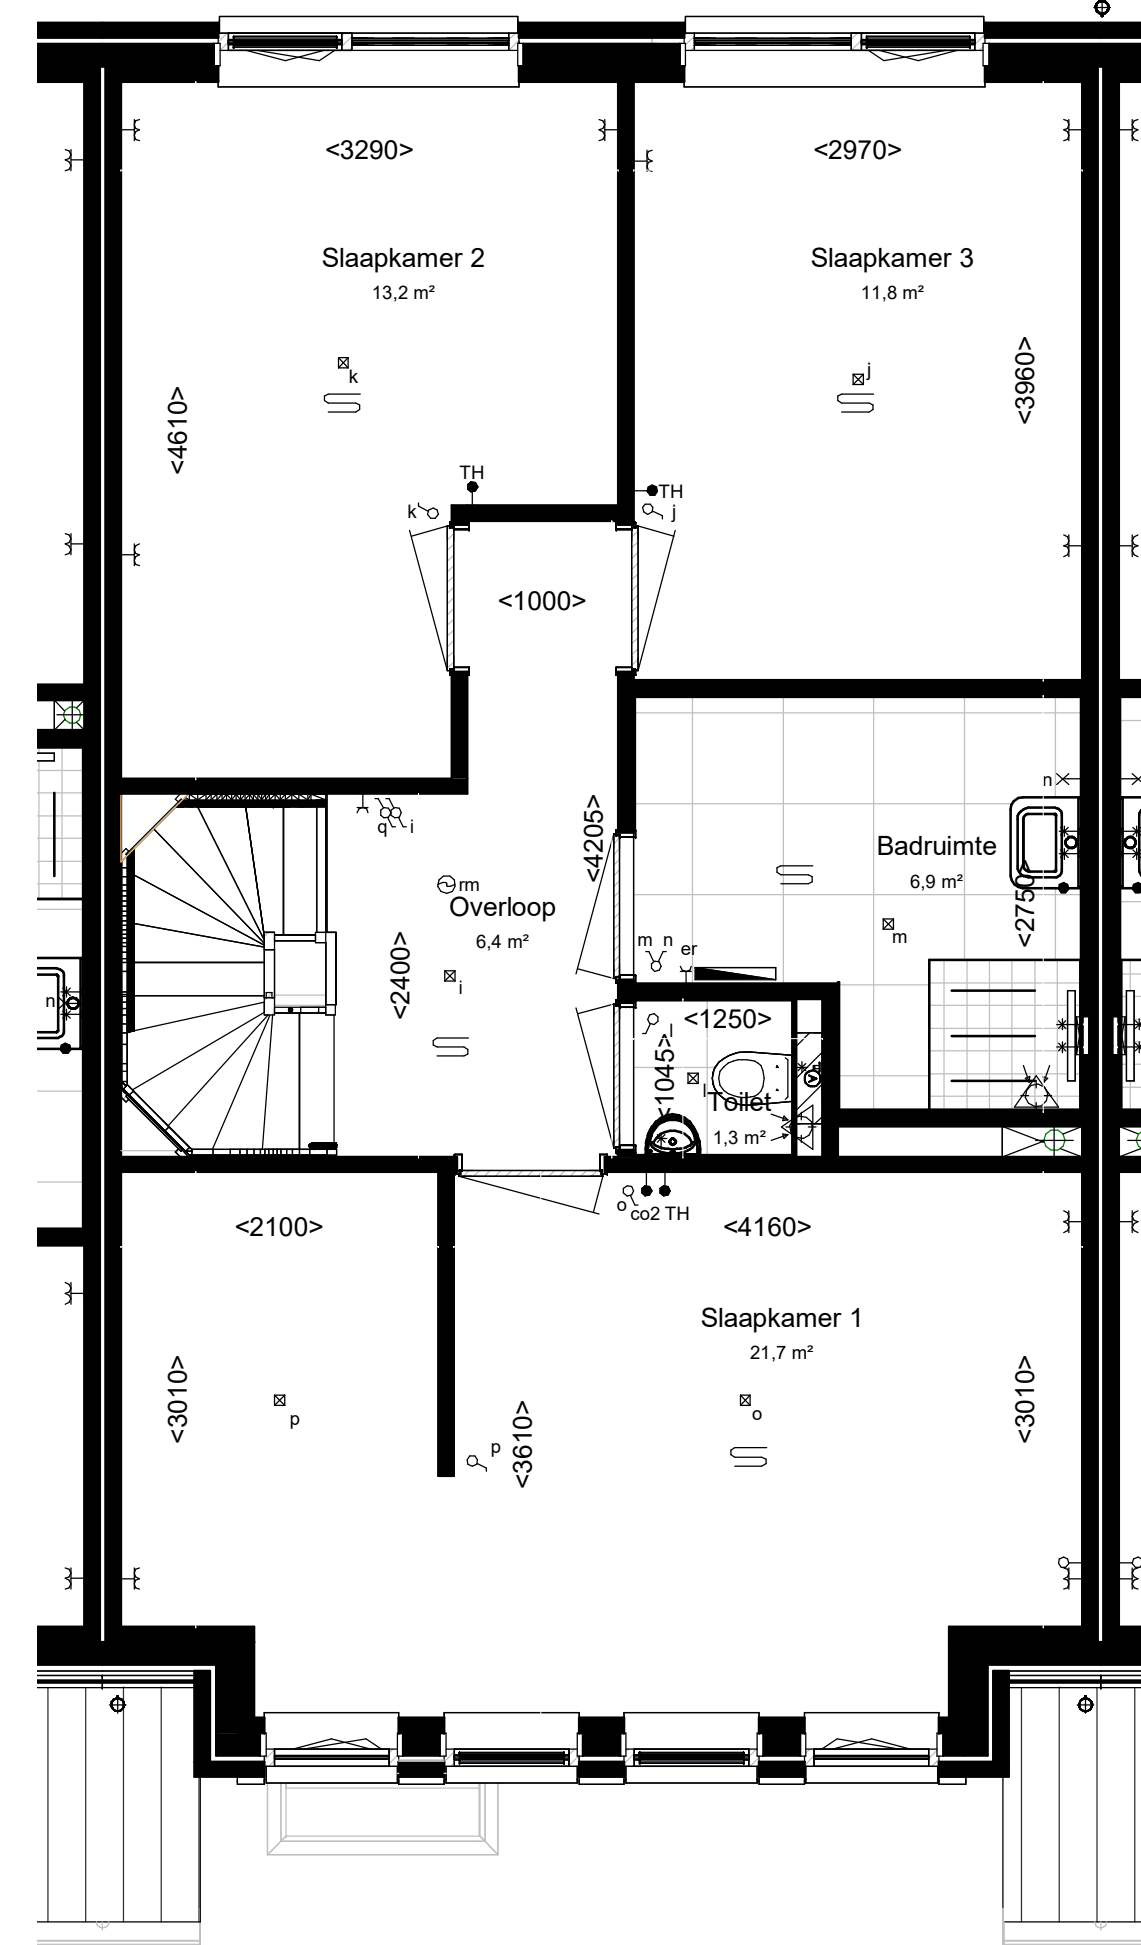 <3290>
<2970>
Slaapkamer 2
13,2 m²
Slaapkamer 3
11,8 m²
k
j
<4610>
<3960>
TH
TH
k
j
<1000>
n
q i
<4205>
rm
Overloop
6,4 m²
Badruimte
6,9 m²
<2750>
m
m n
er
<2400>
i
n
l
<1250>
<1045>
l
Toilet
1,3 m²
o
co2 TH
<2100>
<4160>
Slaapkamer 1
21,7 m²
<3010>
<3010>
p
o
<3610>
p